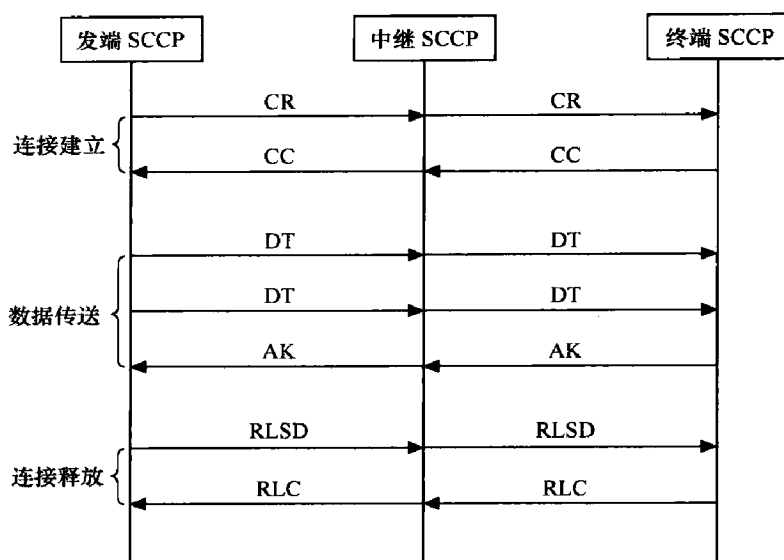 发端 SCCP 中继 SCCP 终端 SCCP
CR CR
连接建立
CC CC
DT DT
数据传送
DT DT
AK AK
RLSD RLSD
连接释放
RLC RLC